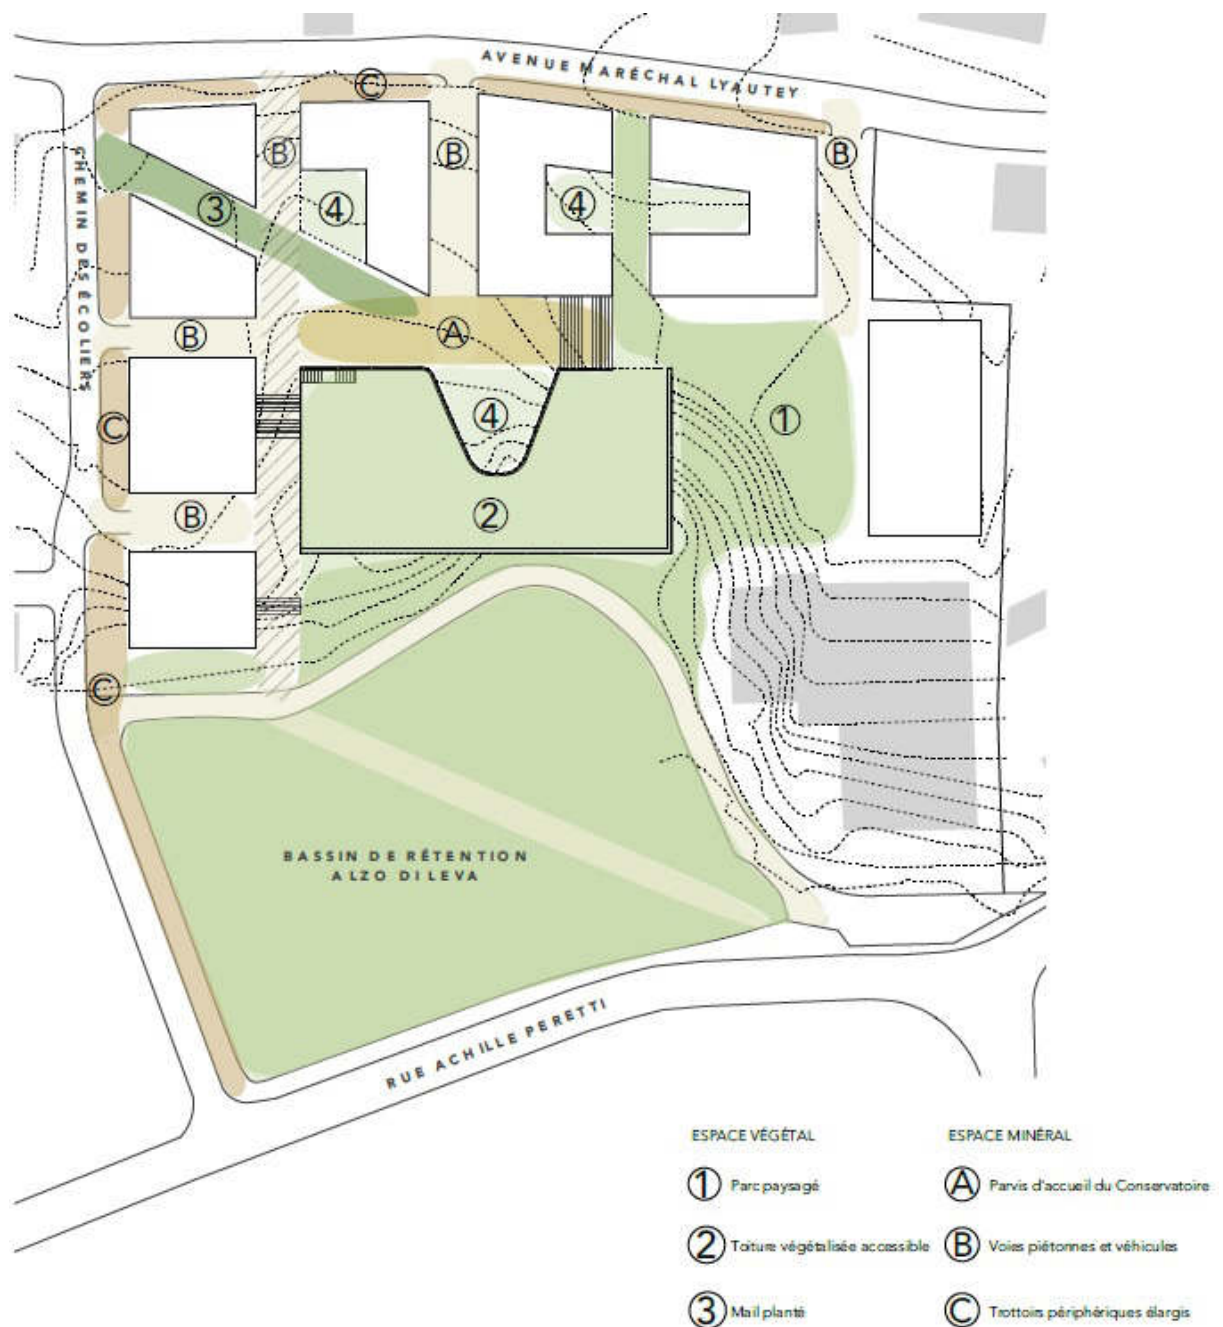 AVENUE MARÉCHAL LYAUTEY
C
B
B
B
3
4
4
CHEMIN DES ÉCOLIERS
B
A
C
4
1
B
2
C
BASSIN DE RÉTENTION
ALZO DI LEVA
RUE ACHILLE PERETTI
ESPACE VÉGÉTAL
1 Parc paysagé
2 Toiture végétalisée accessible
3 Mail planté
ESPACE MINÉRAL
A Parvis d'accueil du Conservatoire
B Voies piétonnes et véhicules
C Trottoirs périphériques élargis